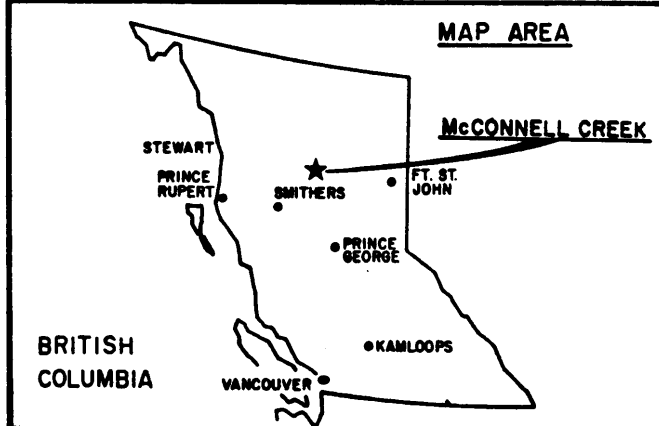 MAP AREA
McCONNELL CREEK
STEWART
PRINCE
RUPERT
SMITHERS
FT. ST.
JOHN
PRINCE
GEORGE
KAMLOOPS
BRITISH
COLUMBIA
VANCOUVER